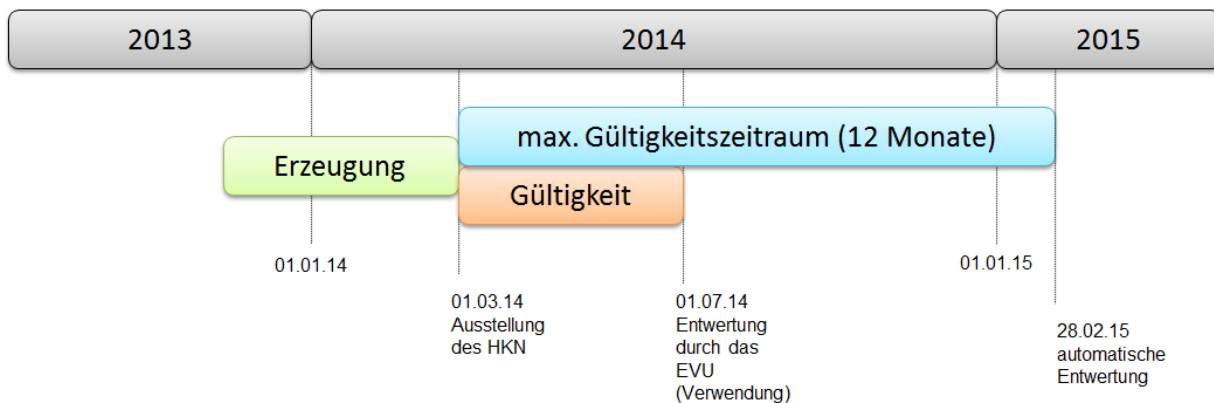 2013
2014
2015
max. Gültigkeitszeitraum (12 Monate)
Erzeugung
Gültigkeit
01.01.14
01.01.15
01.03.14
Ausstellung
des HKN
01.07.14
Entwertung
durch das
EVU
(Verwendung)
28.02.15
automatische
Entwertung